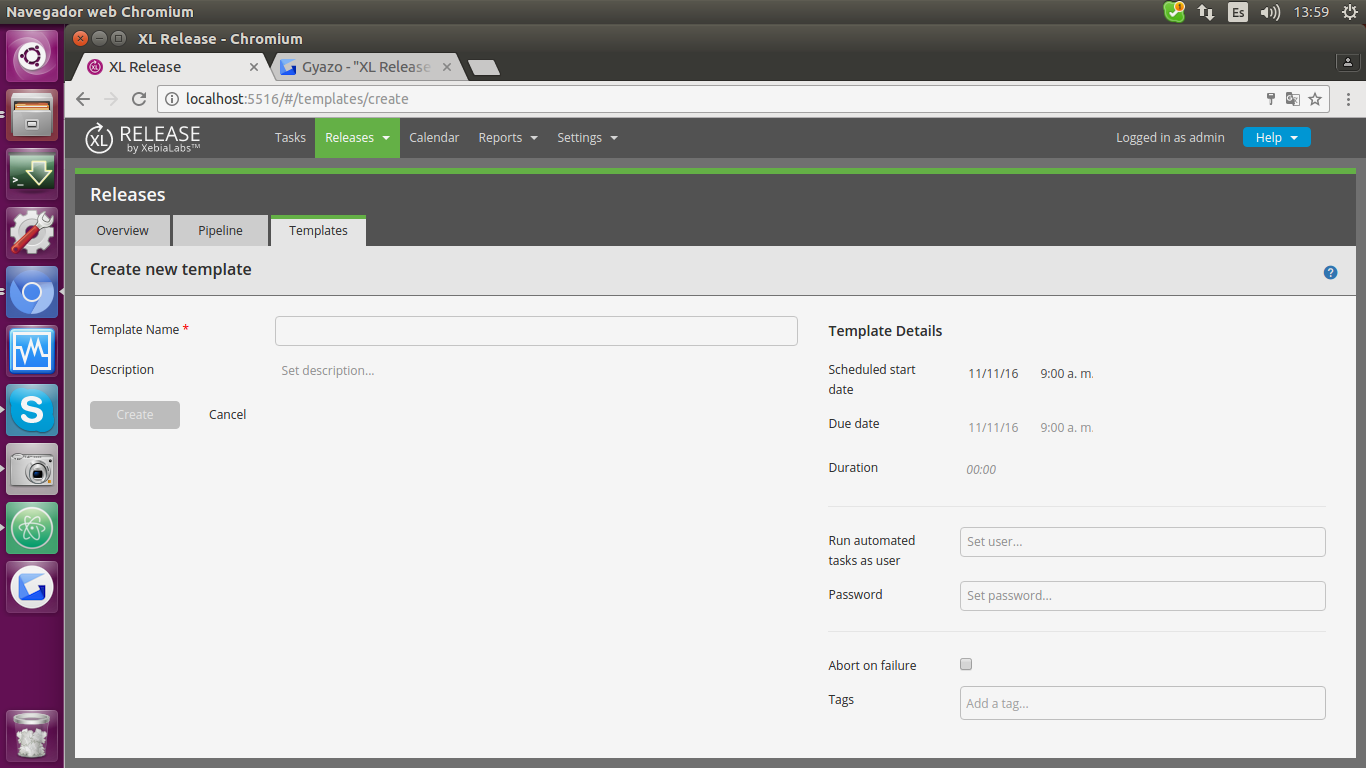 Navegador web Chromium
Es
13:59
XL Release - Chromium
XL Release
Gyazo - "XL Release
localhost:5516/#/templates/create
XL RELEASE
by XebiaLabs™
Tasks
Releases
Calendar
Reports
Settings
Logged in as admin
Help
Releases
Overview
Pipeline
Templates
Create new template
?
Template Name *
Description
Set description...
Create
Cancel
Template Details
Scheduled start
date
11/11/16
9:00 a. m.
Due date
11/11/16
9:00 a. m.
Duration
00:00
Run automated
tasks as user
Set user...
Password
Set password...
Abort on failure
Tags
Add a tag...